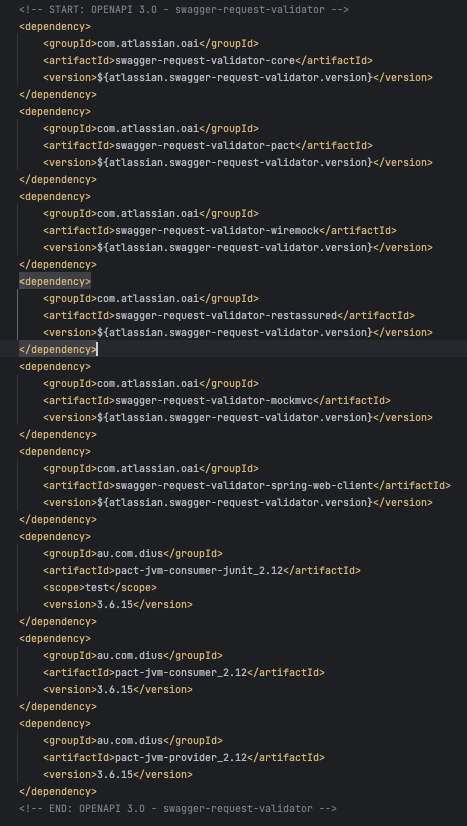 <!-- START: OPENAPI 3.0 - swagger-request-validator -->
<dependency>
<groupId>com.atlassian.oai</groupId>
<artifactId>swagger-request-validator-core</artifactId>
<version>${atlassian.swagger-request-validator.version}</version>
</dependency>
<dependency>
<groupId>com.atlassian.oai</groupId>
<artifactId>swagger-request-validator-pact</artifactId>
<version>${atlassian.swagger-request-validator.version}</version>
</dependency>
<dependency>
<groupId>com.atlassian.oai</groupId>
<artifactId>swagger-request-validator-wiremock</artifactId>
<version>${atlassian.swagger-request-validator.version}</version>
</dependency>
<dependency>
<groupId>com.atlassian.oai</groupId>
<artifactId>swagger-request-validator-restassured</artifactId>
<version>${atlassian.swagger-request-validator.version}</version>
</dependency>
<dependency>
<groupId>com.atlassian.oai</groupId>
<artifactId>swagger-request-validator-mockmvc</artifactId>
<version>${atlassian.swagger-request-validator.version}</version>
</dependency>
<dependency>
<groupId>com.atlassian.oai</groupId>
<artifactId>swagger-request-validator-spring-web-client</artifactId>
<version>${atlassian.swagger-request-validator.version}</version>
</dependency>
<dependency>
<groupId>au.com.dius</groupId>
<artifactId>pact-jvm-consumer-junit_2.12</artifactId>
<scope>test</scope>
<version>3.6.15</version>
</dependency>
<dependency>
<groupId>au.com.dius</groupId>
<artifactId>pact-jvm-consumer_2.12</artifactId>
<version>3.6.15</version>
</dependency>
<dependency>
<groupId>au.com.dius</groupId>
<artifactId>pact-jvm-provider_2.12</artifactId>
<version>3.6.15</version>
</dependency>
<!-- END: OPENAPI 3.0 - swagger-request-validator -->